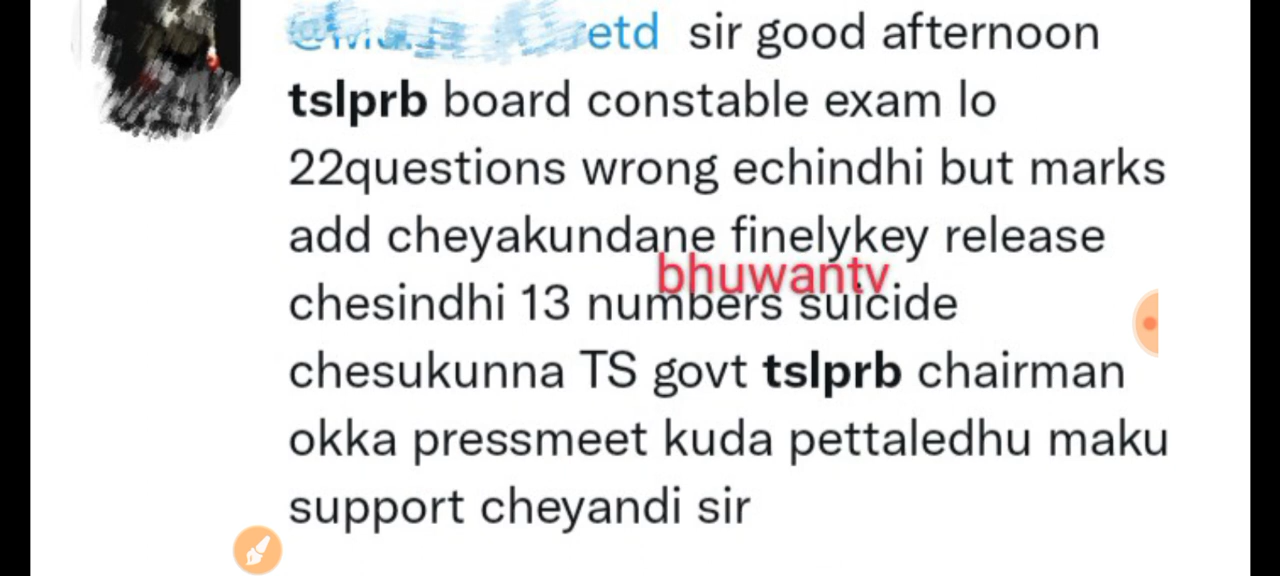 etd sir good afternoon
tslprb board constable exam lo
22questions wrong echindhi but marks
add cheyakundane finelykey release
bhuwantv
chesindhi 13 numbers suicide
chesukunna TS govt tslprb chairman
okka pressmeet kuda pettaledhu maku
support cheyandi sir